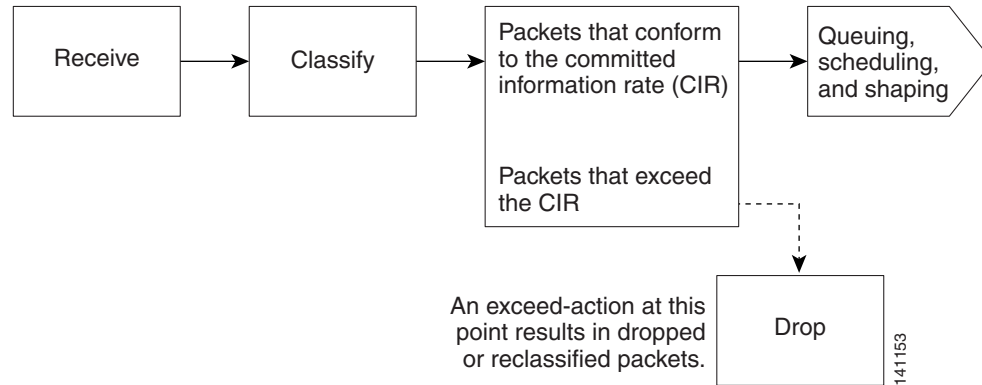 Receive
Classify
Packets that conform
to the committed
information rate (CIR)
Packets that exceed
the CIR
Queuing,
scheduling,
and shaping
An exceed-action at this
point results in dropped
or reclassified packets.
Drop
141153